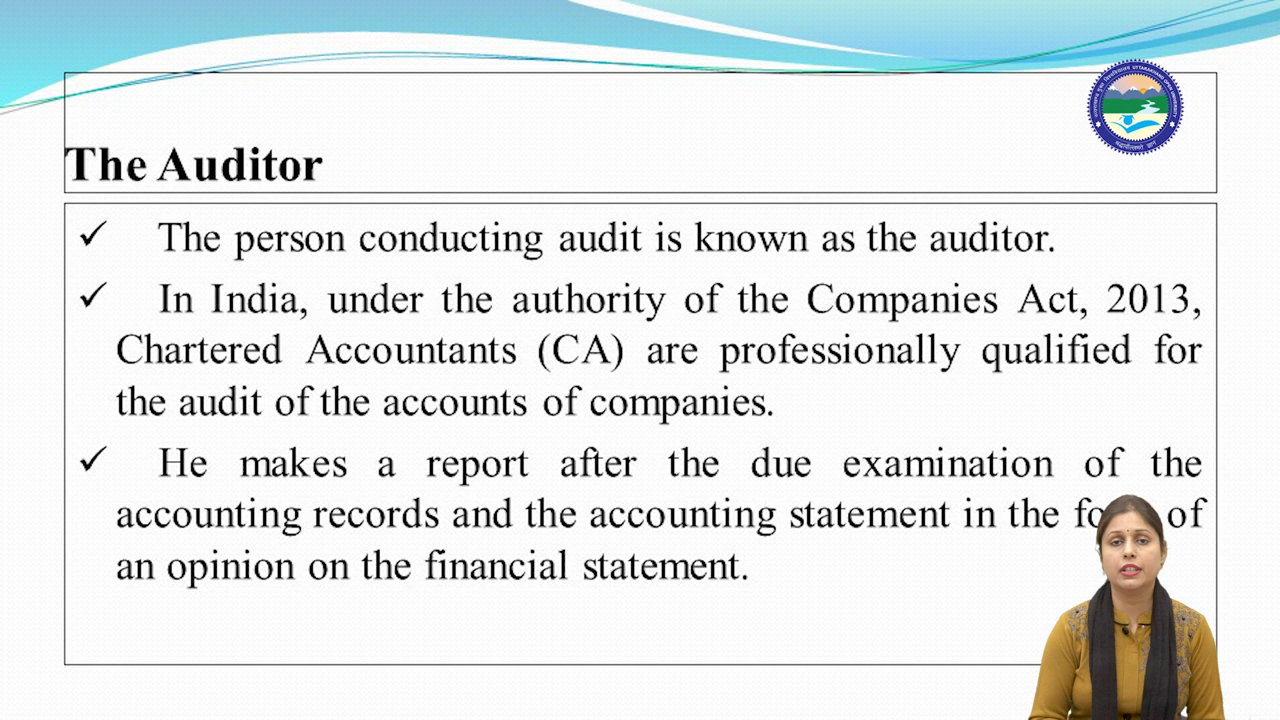 The Auditor
✓ The person conducting audit is known as the auditor.
✓ In India, under the authority of the Companies Act, 2013,
Chartered Accountants (CA) are professionally qualified for
the audit of the accounts of companies.
✓ He makes a report after the due examination of the
accounting records and the accounting statement in the of
an opinion on the financial statement.
UTTARAKHAND OPEN UNIVERSITY